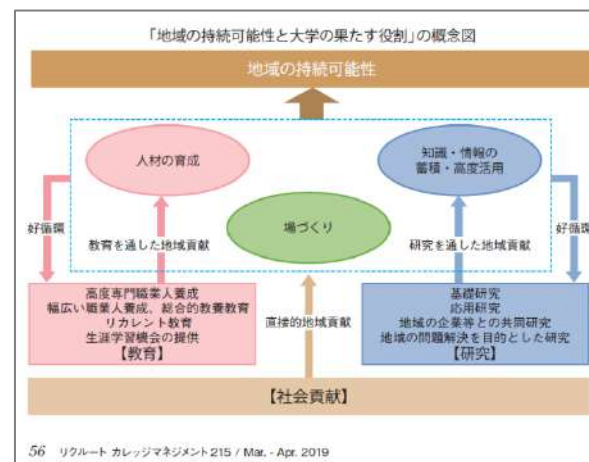 「地域の持続可能性と大学の果たす役割」の概念図
地域の持続可能性
人材の育成
知識・情報の
蓄積・高度活用
場づくり
好循環
教育を通した地域貢献
研究を通した地域貢献
好循環
高度専門職業人養成
幅広い職業人養成、総合的教養教育
リカレント教育
生涯学習機会の提供
【教育】
直接的地域貢献
基礎研究
応用研究
地域の企業等との共同研究
地域の問題解決を目的とした研究
【研究】
【社会貢献】
56 リクルート カレッジマネジメント215 / Mar. - Apr. 2019